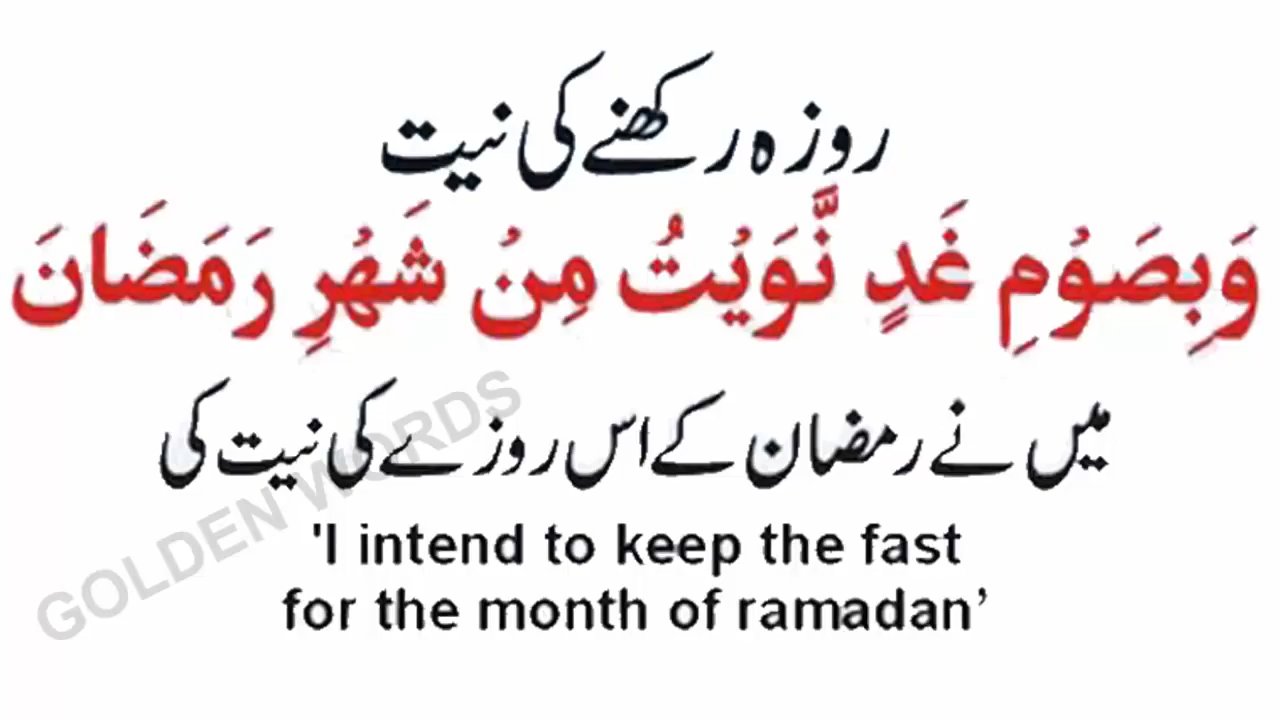 روزہ رکھنے کی نیت
وَبِصَوْمِ غَدٍ نَّوَيْتُ مِنْ شَهْرِ رَمَضَانَ
میں نے رمضان کے اس روزے کی نیت کی
'I intend to keep the fast
for the month of ramadan’
GOLDEN WORDS